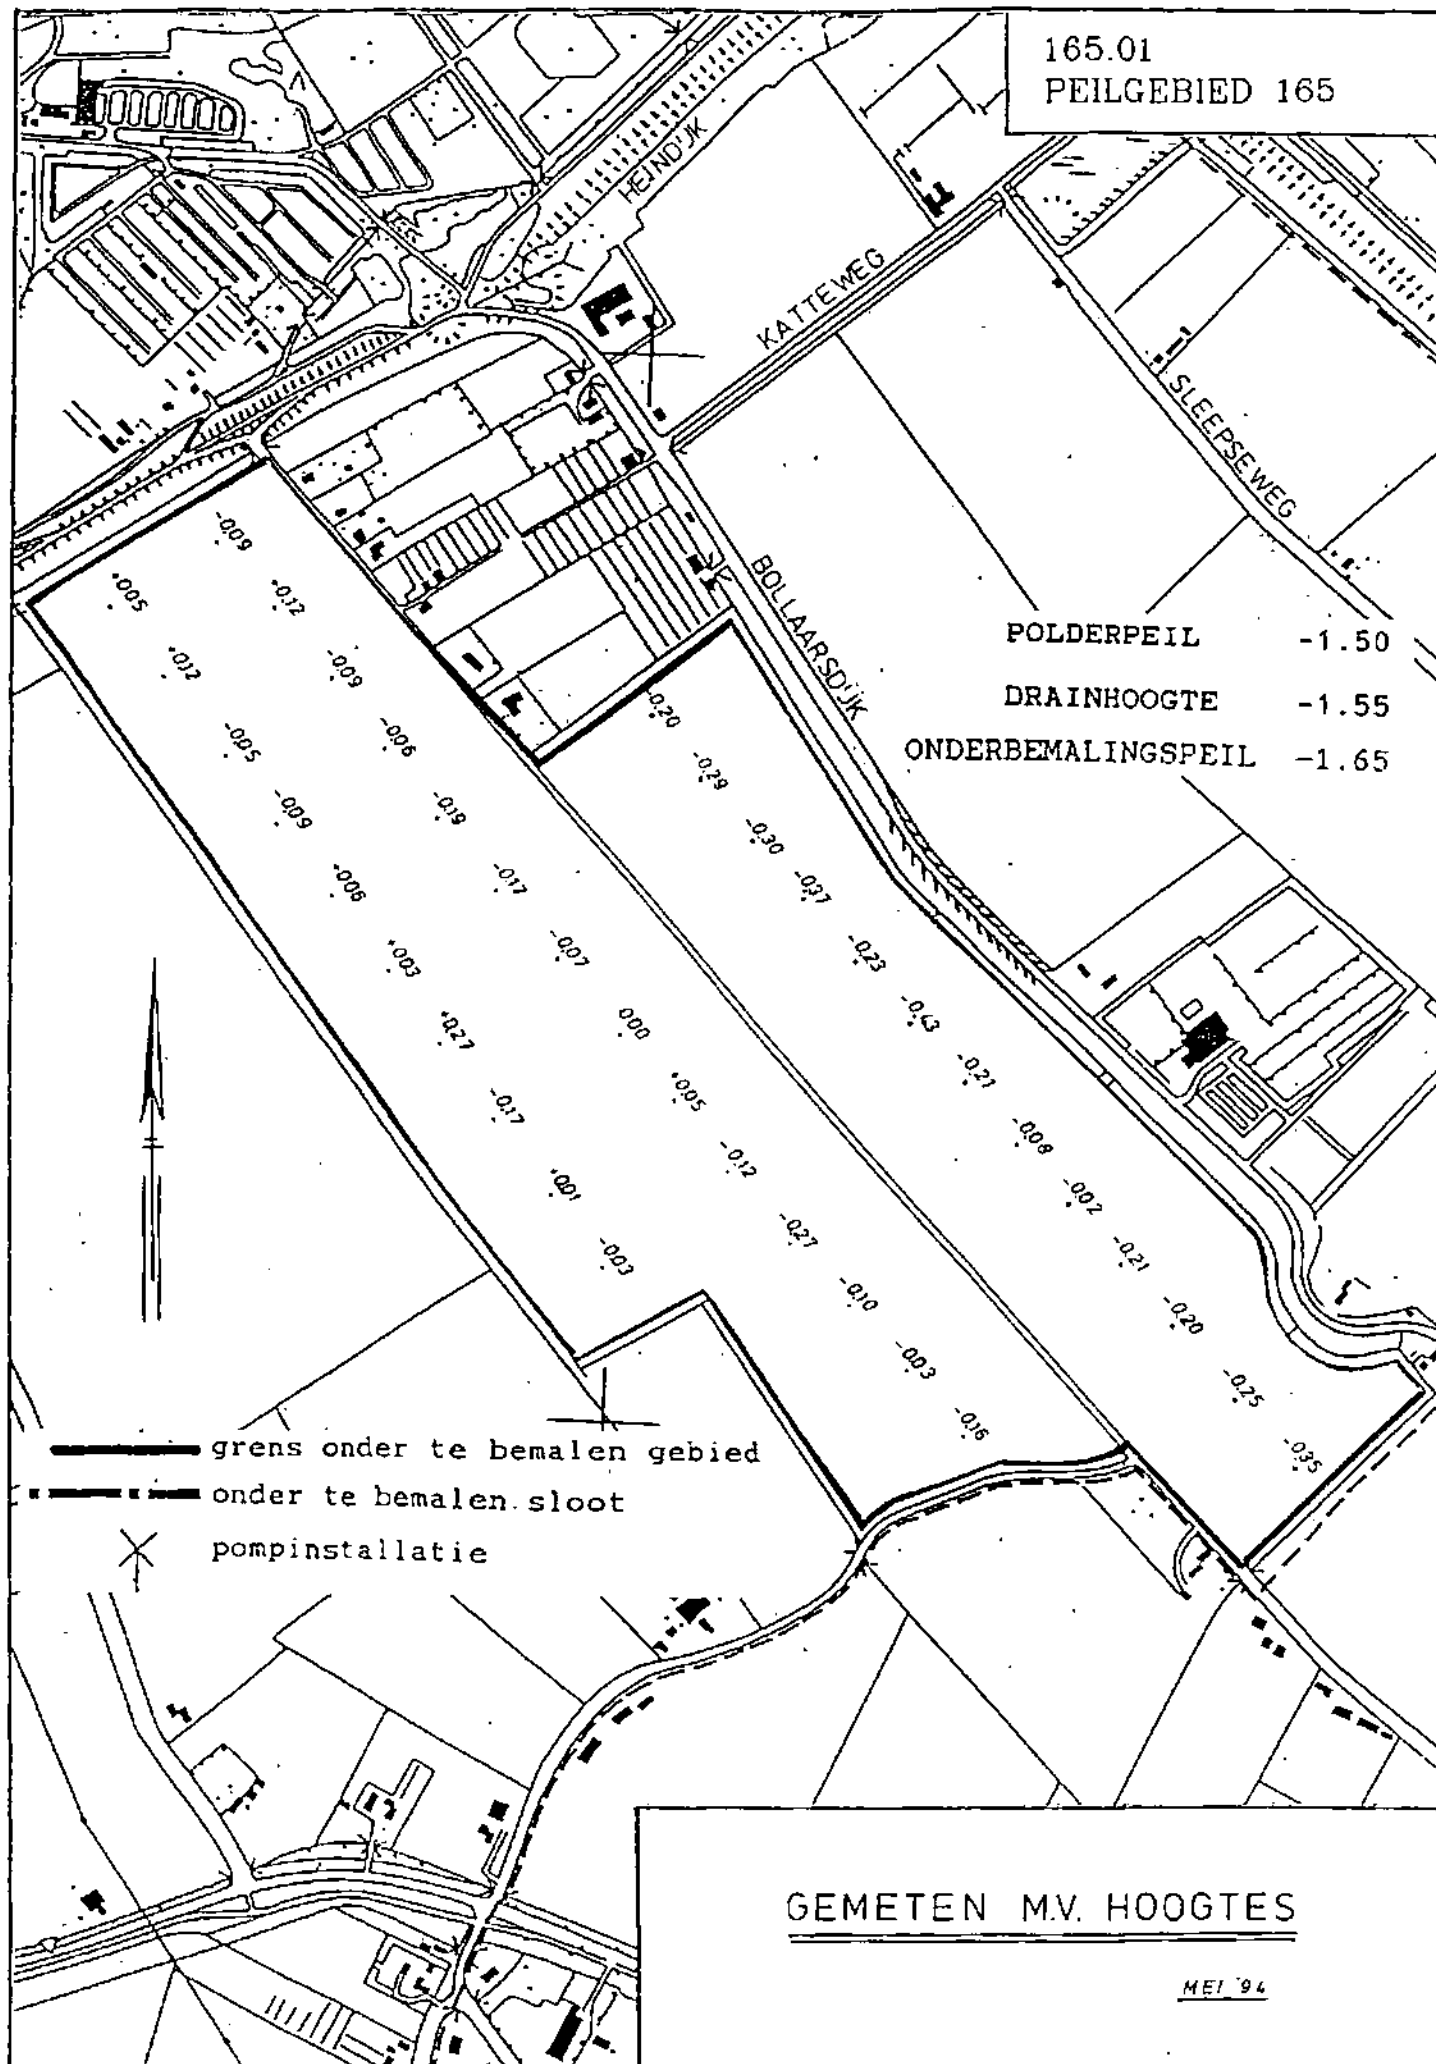 165.01
PEILGEBIED 165
HEINDIJK
KATTEWEG
SLEEPSEWEG
BOLLAARSDIJK
POLDERPEIL -1.50
DRAINHOOGTE -1.55
ONDERBEMALINGSPEIL -1.65
-0.09
+0.05
+0.12
+0.12
-0.09
-0.05
-0.06
-0.09
-0.19
+0.06
-0.17
+0.03
-0.07
+0.27
0.00
-0.17
+0.05
+0.01
-0.12
-0.03
-0.27
-0.10
-0.03
-0.16
-0.20
-0.29
-0.30
-0.37
-0.23
-0.43
-0.21
-0.08
-0.02
-0.21
-0.20
-0.25
-0.35
grens onder te bemalen gebied
onder te bemalen sloot
pompinstallatie
GEMETEN M.V. HOOGTES
MEI '94